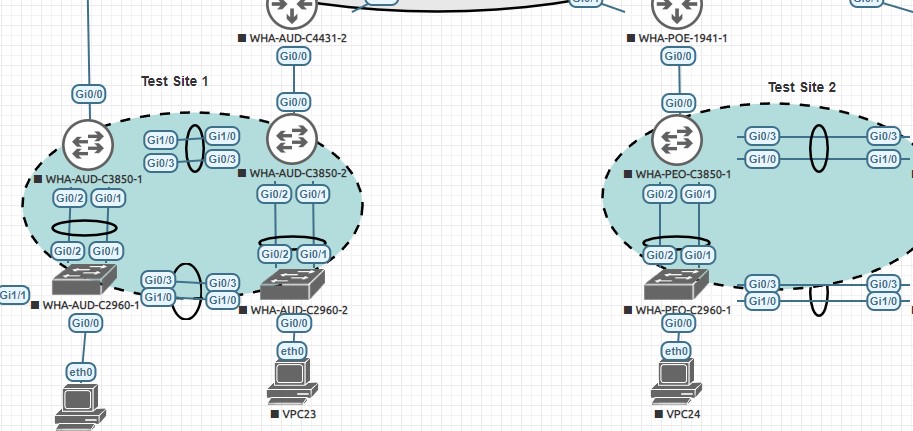 Gi0/1
WHA-AUD-C4431-2
WHA-POE-1941-1
Gi0/0
Gi0/0
Test Site 1
Test Site 2
Gi0/0
Gi0/0
Gi0/0
Gi1/0
Gi1/0
Gi0/3
Gi0/3
Gi0/3
Gi0/3
Gi1/0
Gi1/0
WHA-AUD-C3850-1
WHA-AUD-C3850-2
WHA-PEO-C3850-1
Gi0/2
Gi0/1
Gi0/2
Gi0/1
Gi0/2
Gi0/1
Gi0/2
Gi0/1
Gi0/2
Gi0/1
Gi0/2
Gi0/1
Gi0/3
Gi0/3
Gi0/3
Gi0/3
Gi1/1
Gi1/0
Gi1/0
Gi1/0
Gi1/0
WHA-AUD-C2960-1
WHA-AUD-C2960-2
WHA-PEO-C2960-1
Gi0/0
Gi0/0
Gi0/0
eth0
eth0
eth0
VPC23
VPC24